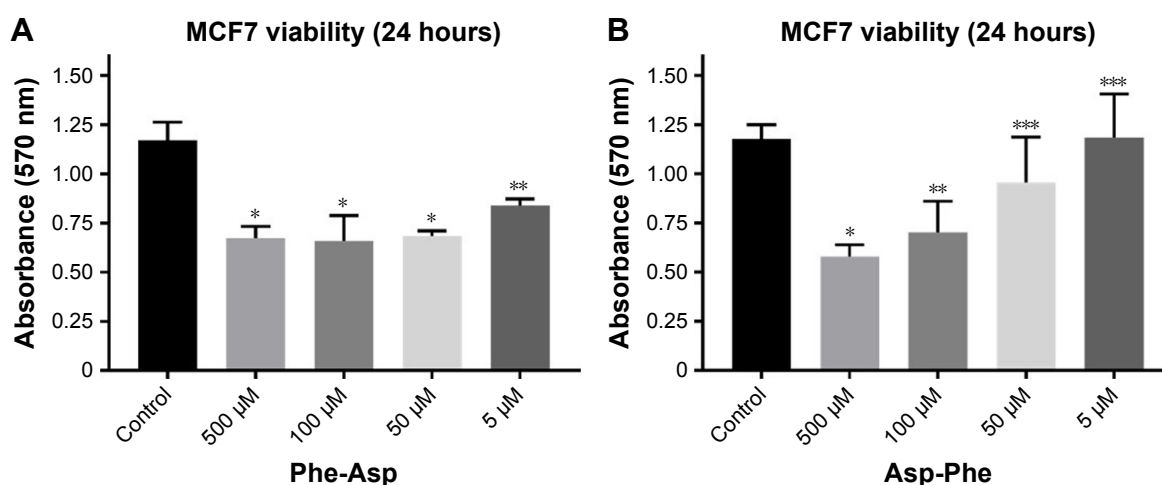 A
MCF7 viability (24 hours)
Absorbance (570 nm)
1.50
1.25
1.00
0.75
0.50
0.25
0
*
*
*
**
Control
500 µM
100 µM
50 µM
5 µM
Phe-Asp
B
MCF7 viability (24 hours)
Absorbance (570 nm)
1.50
1.25
1.00
0.75
0.50
0.25
0
*
**
***
***
Control
500 µM
100 µM
50 µM
5 µM
Asp-Phe